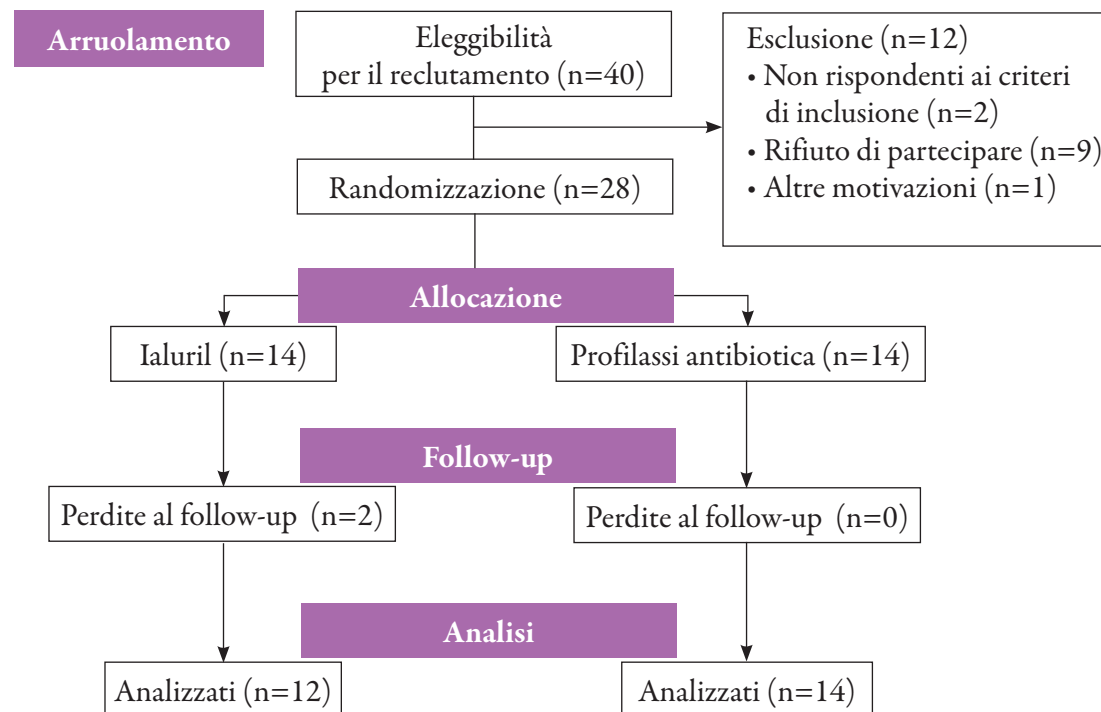 Arruolamento
Eleggibilità
per il reclutamento (n=40)
Esclusione (n=12)
• Non rispondenti ai criteri
di inclusione (n=2)
• Rifiuto di partecipare (n=9)
• Altre motivazioni (n=1)
Randomizzazione (n=28)
Allocazione
Ialuril (n=14)
Profilassi antibiotica (n=14)
Follow-up
Perdite al follow-up (n=2)
Perdite al follow-up (n=0)
Analisi
Analizzati (n=12)
Analizzati (n=14)